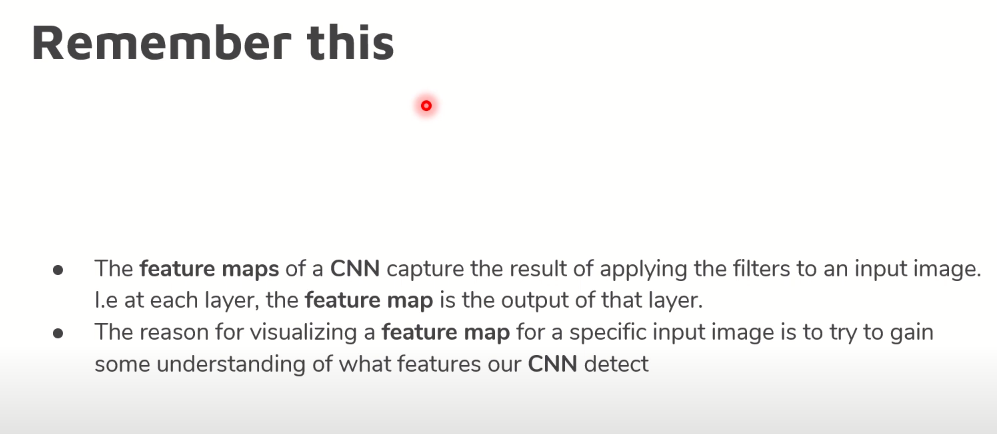 Remember this
● The feature maps of a CNN capture the result of applying the filters to an input image.
I.e at each layer, the feature map is the output of that layer.
● The reason for visualizing a feature map for a specific input image is to try to gain
some understanding of what features our CNN detect